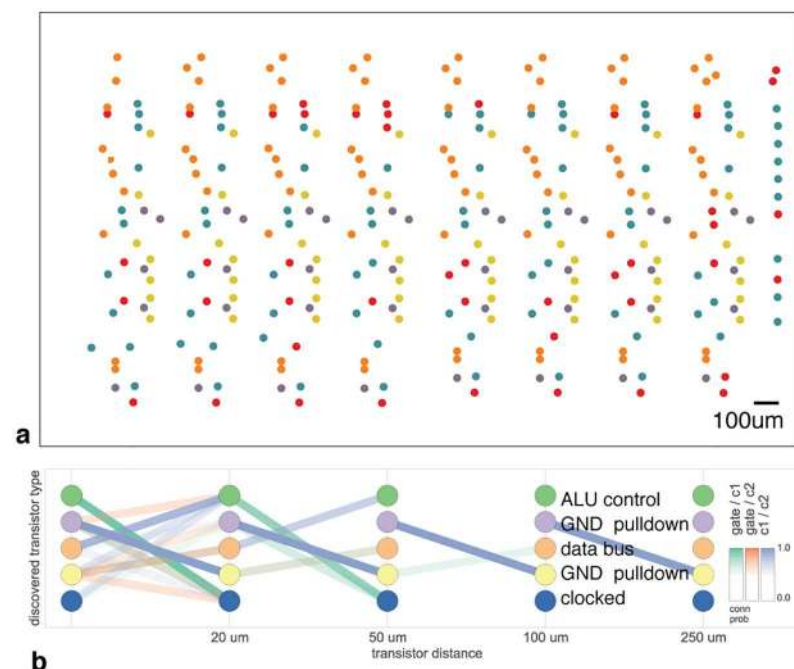 100um
a
discovered transistor type
ALU control
GND pulldown
data bus
GND pulldown
clocked
gate / c1
gate / c2
c1 / c2
1.0
0.0
conn
prob
20 um
50 um
100 um
250 um
transistor distance
b